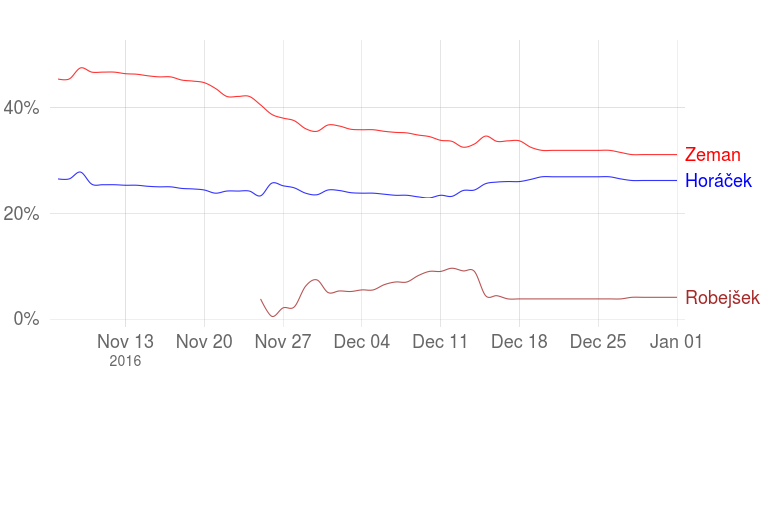 40%
Zeman
Horáček
20%
Robejšek
0%
Nov 13 Nov 20 Nov 27 Dec 04 Dec 11 Dec 18 Dec 25 Jan 01
2016